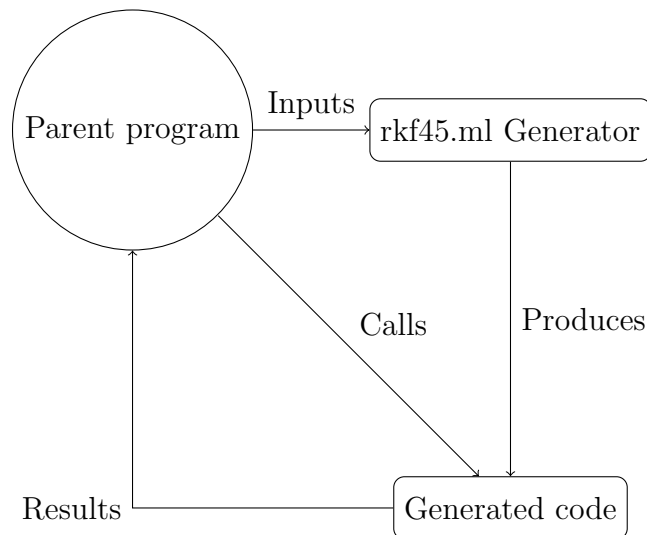 Inputs
Parent program
rkf45.ml Generator
Calls
Produces
Results
Generated code